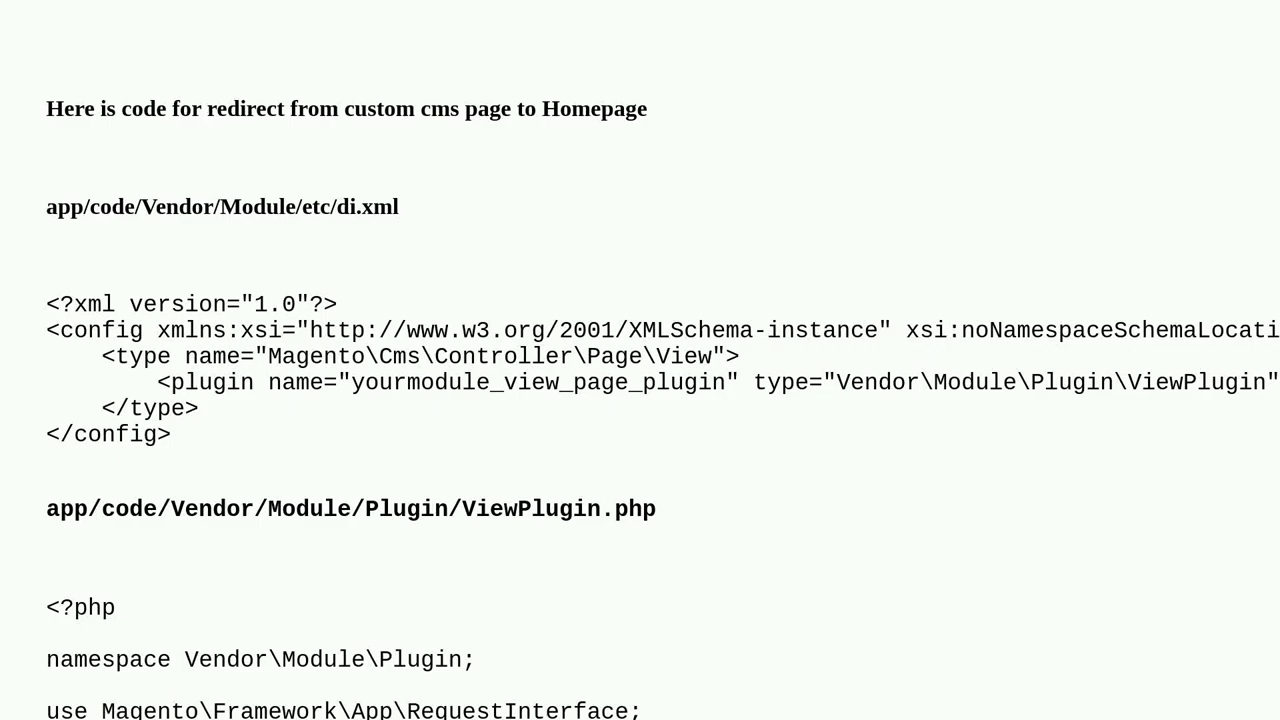 Here is code for redirect from custom cms page to Homepage
app/code/Vendor/Module/etc/di.xml
<?xml version="1.0"?>
<config xmlns:xsi="http://www.w3.org/2001/XMLSchema-instance" xsi:noNamespaceSchemaLocati
    <type name="Magento\Cms\Controller\Page\View">
        <plugin name="yourmodule_view_page_plugin" type="Vendor\Module\Plugin\ViewPlugin"
    </type>
</config>
app/code/Vendor/Module/Plugin/ViewPlugin.php
<?php
namespace Vendor\Module\Plugin;
use Magento\Framework\App\RequestInterface;